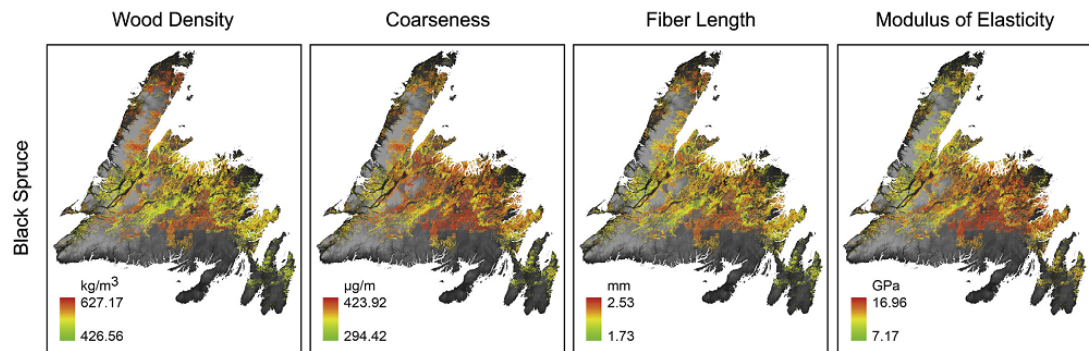 Wood Density
Coarseness
Fiber Length
Modulus of Elasticity
Black Spruce
kg/m³
627.17
426.56
µg/m
423.92
294.42
mm
2.53
1.73
GPa
16.96
7.17